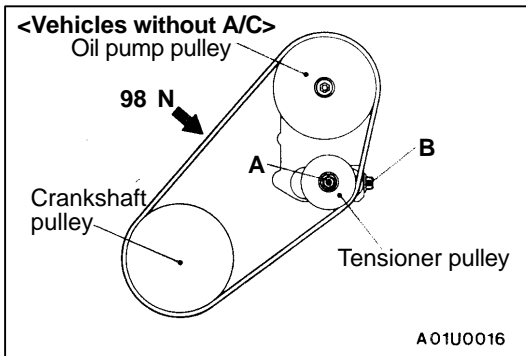 <Vehicles without A/C>
Oil pump pulley
98 N
A
B
Crankshaft
pulley
Tensioner pulley
A01U0016